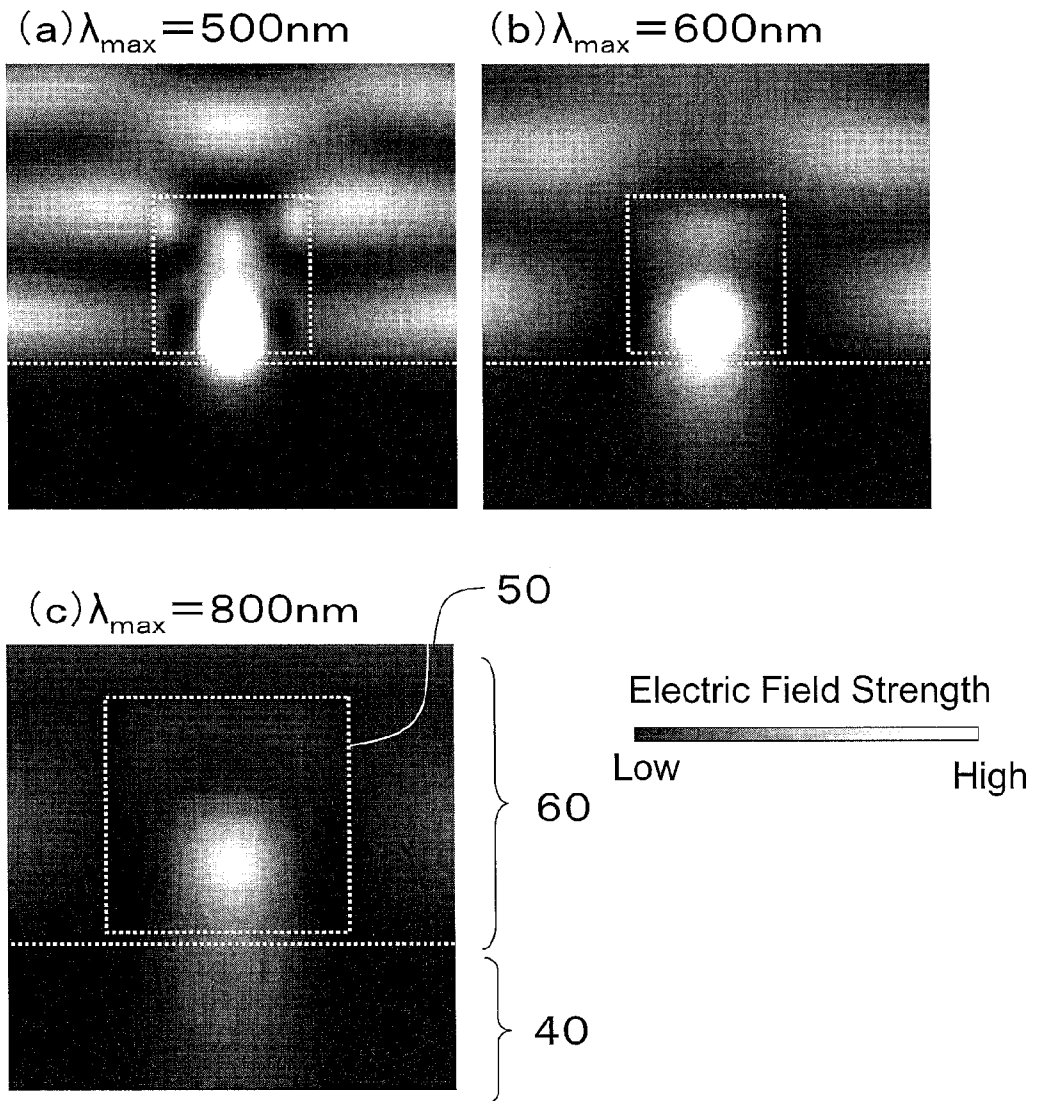 (a)λmax=500nm
(b)λmax=600nm
(c)λmax=800nm
50
Electric Field Strength
Low
High
60
40